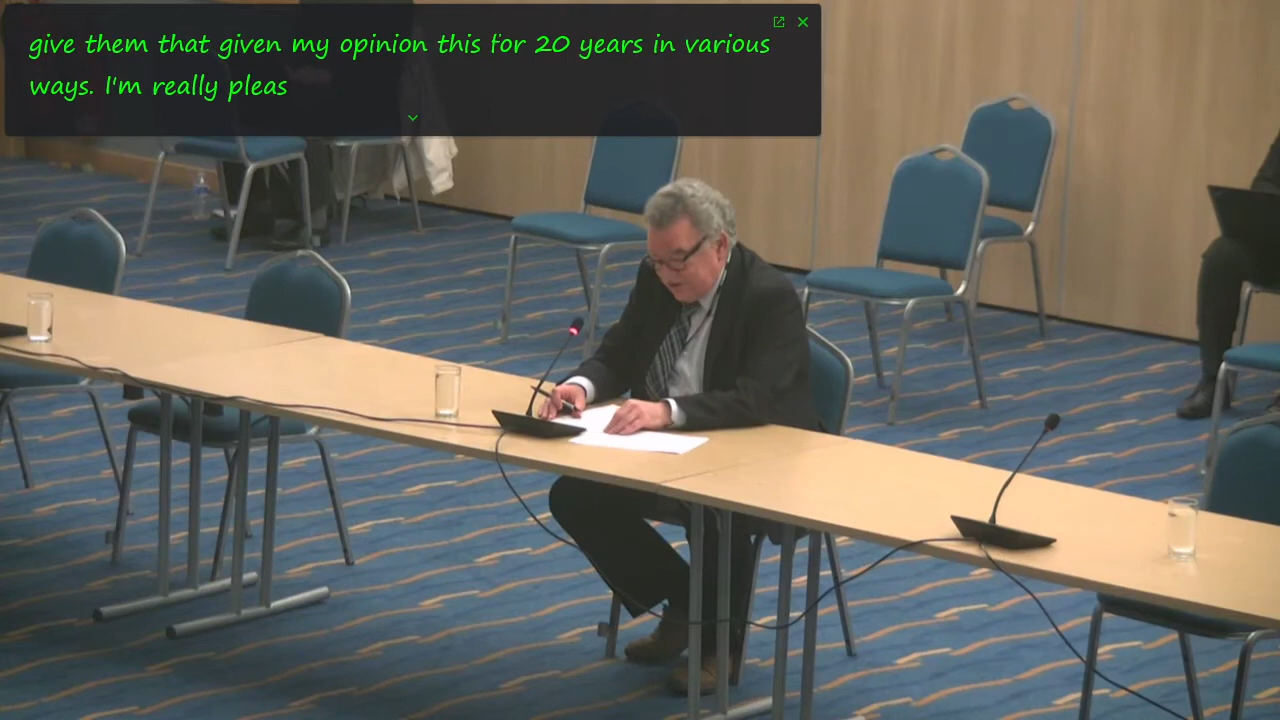 give them that given my opinion this for 20 years in various
ways. I'm really pleas